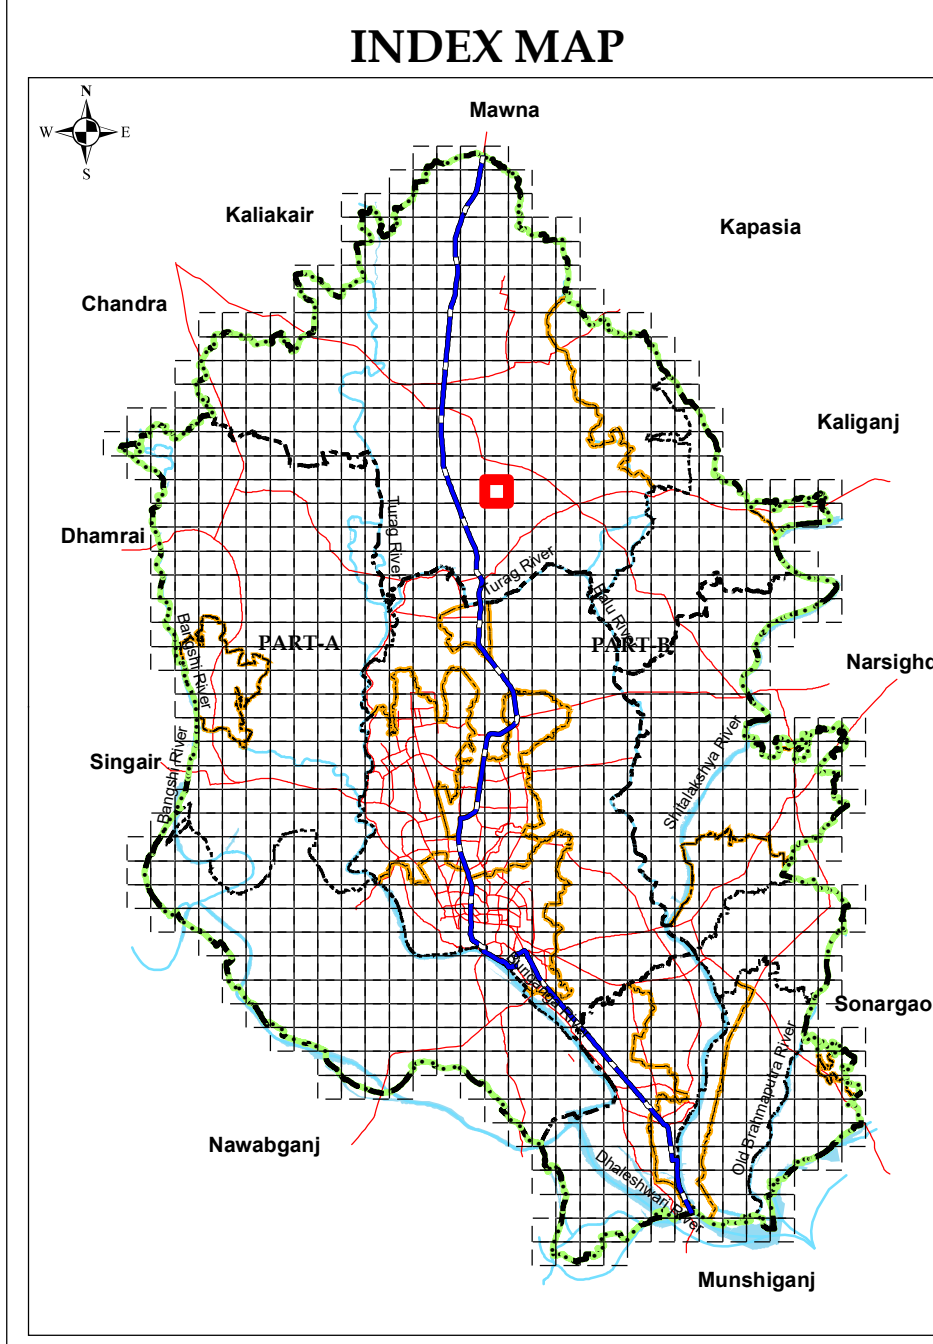 INDEX MAP
N
W E
S
Mawna
Kaliakair
Kapasia
Chandra
Kaliganj
Dhamrai
Turag River
Turag River
Balu River
Bangshi River
PART-A
PART-B
Narsighd
Shitalakshya River
Singair
Bangshi River
Buriganga River
Sonargao
Old Brahmaputra River
Nawabganj
Dhaleshwari River
Munshiganj